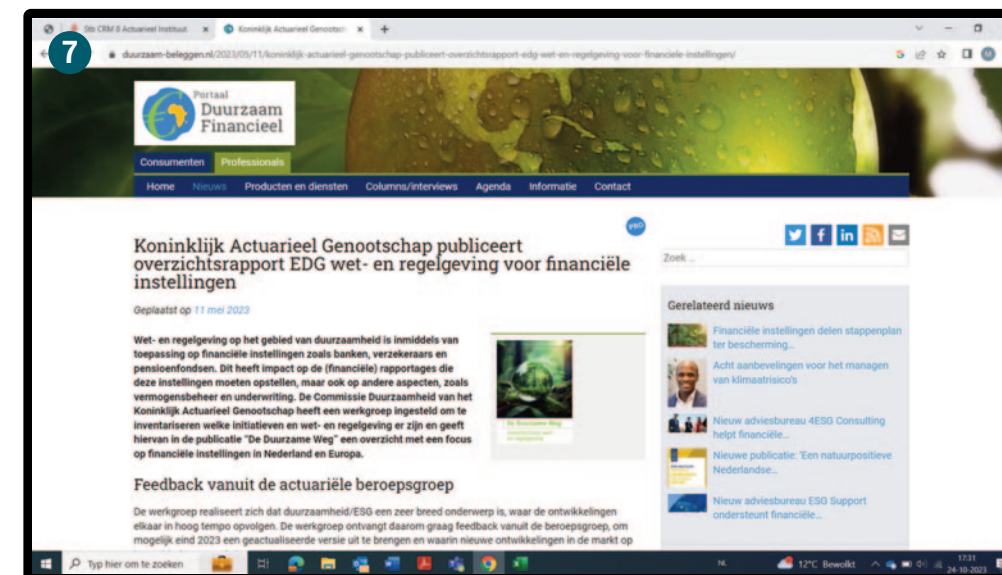 Stb CRM 8 Actuarieel Instituut
Koninklijk Actuarieel Genootsch
7
duurzaam-beleggen.nl/2023/05/11/koninklijk-actuarieel-genootschap-publiceert-overzichtsrapport-edg-wet-en-regelgeving-voor-financiele-instellingen/
Portaal
Duurzaam
Financieel
Consumenten Professionals
Home Nieuws Producten en diensten Columns/interviews Agenda Informatie Contact
PRO
Koninklijk Actuarieel Genootschap publiceert
overzichtsrapport EDG wet- en regelgeving voor financiële
instellingen
Geplaatst op 11 mei 2023
Wet- en regelgeving op het gebied van duurzaamheid is inmiddels van
toepassing op financiële instellingen zoals banken, verzekeraars en
pensioenfondsen. Dit heeft impact op de (financiële) rapportages die
deze instellingen moeten opstellen, maar ook op andere aspecten, zoals
vermogensbeheer en underwriting. De Commissie Duurzaamheid van het
Koninklijk Actuarieel Genootschap heeft een werkgroep ingesteld om te
inventariseren welke initiatieven en wet- en regelgeving er zijn en geeft
hiervan in de publicatie "De Duurzame Weg" een overzicht met een focus
op financiële instellingen in Nederland en Europa.
De Duurzame Weg
Feedback vanuit de actuariële beroepsgroep
De werkgroep realiseert zich dat duurzaamheid/ESG een zeer breed onderwerp is, waar de ontwikkelingen
elkaar in hoog tempo opvolgen. De werkgroep ontvangt daarom graag feedback vanuit de beroepsgroep, om
mogelijk eind 2023 een geactualiseerde versie uit te brengen en waarin nieuwe ontwikkelingen in de markt op
Zoek ...
Gerelateerd nieuws
Financiële instellingen delen stappenplan
ter bescherming...
Acht aanbevelingen voor het managen
van klimaatrisico's
Nieuw adviesbureau 4ESG Consulting
helpt financiële...
Nieuwe publicatie: 'Een natuurpositieve
Nederlandse...
Nieuw adviesbureau ESG Support
ondersteunt financiële...
Typ hier om te zoeken
NL
12°C Bewolkt
17:31
24-10-2023